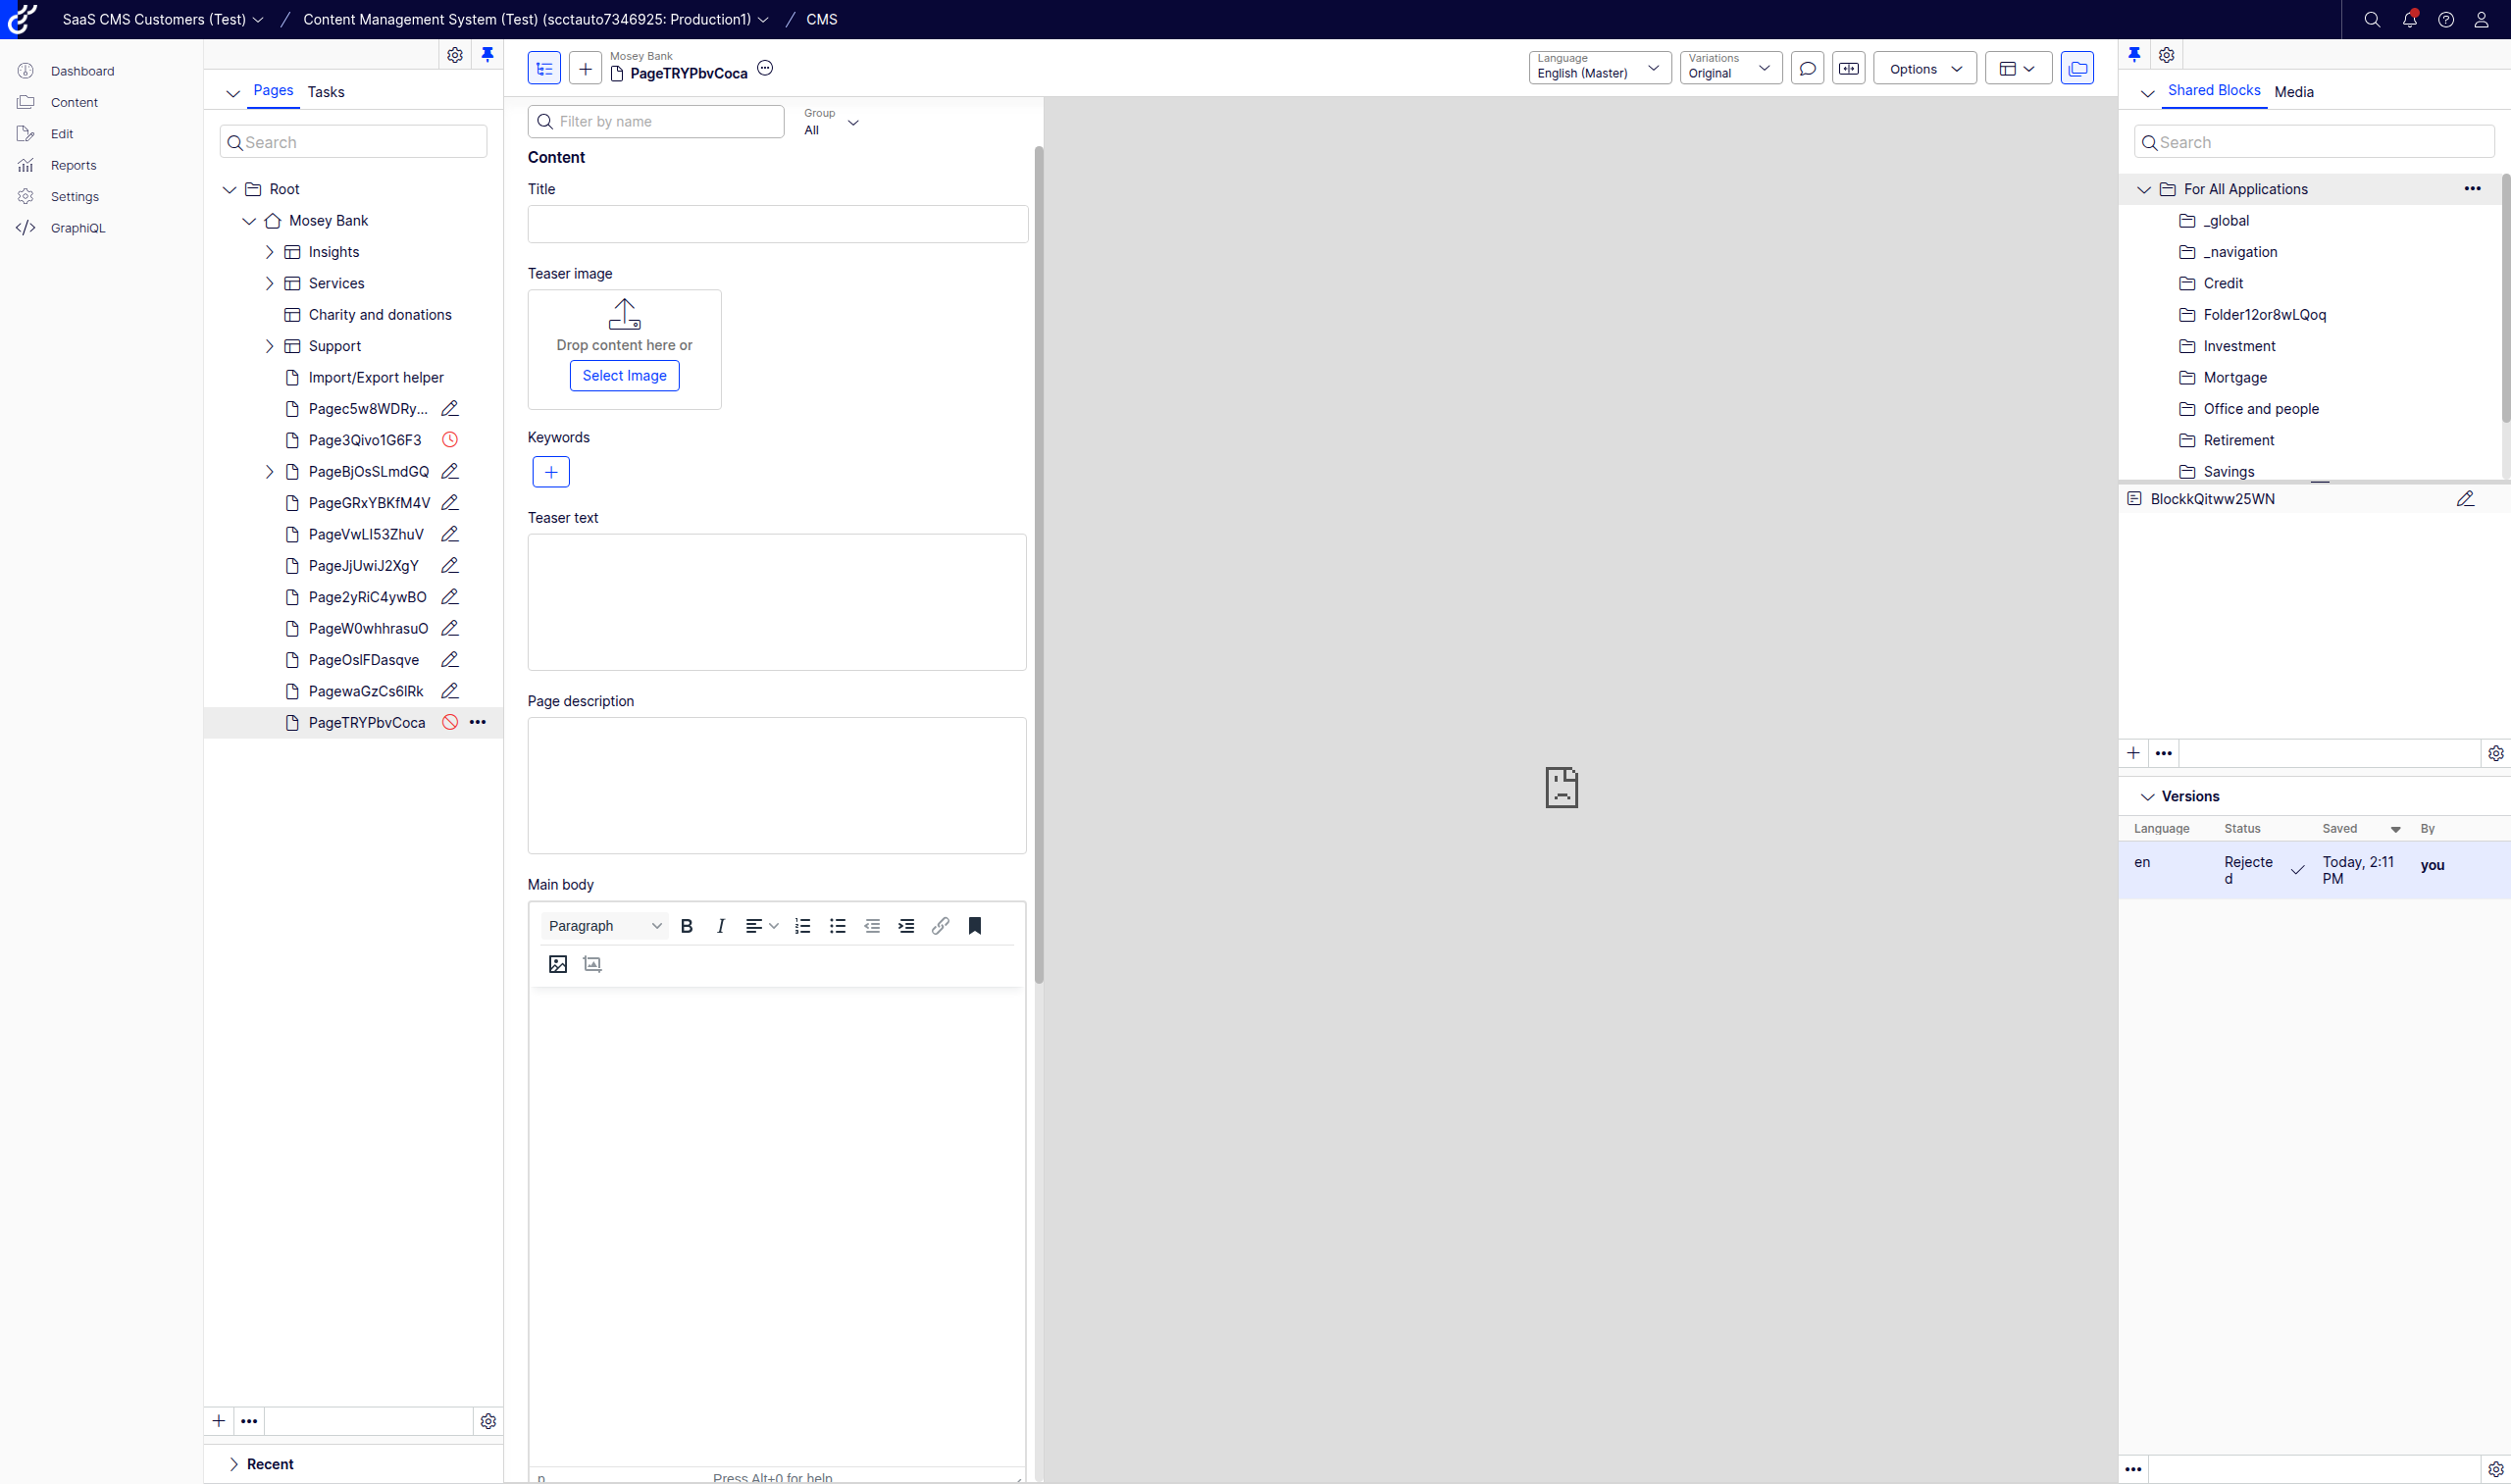 SaaS CMS Customers (Test) / Content Management System (Test) (scctauto7346925: Production1) / CMS
Dashboard
Content
Edit
Reports
Settings
GraphiQL
Pages Tasks
Search
Root
Mosey Bank
Insights
Services
Charity and donations
Support
Import/Export helper
Pagec5w8WDRy...
Page3Qivo1G6F3
PageBjOsSLmdGQ
PageGRxYBKfM4V
PageVwLI53ZhuV
PageJjUwiJ2XgY
Page2yRiC4ywBO
PageW0whhrasuO
PageOsIFDasqve
PagewaGzCs6IRk
PageTRYPbvCoca
Recent
Mosey Bank
PageTRYPbvCoca
Language
English (Master)
Variations
Original
Options
Filter by name
Group
All
Content
Title
Teaser image
Drop content here or
Select Image
Keywords
Teaser text
Page description
Main body
Paragraph
Press Alt+0 for help
Shared Blocks Media
Search
For All Applications
_global
_navigation
Credit
Folder12or8wLQoq
Investment
Mortgage
Office and people
Retirement
Savings
BlockkQitww25WN
Versions
Language Status Saved By
en Rejected Today, 2:11 PM you